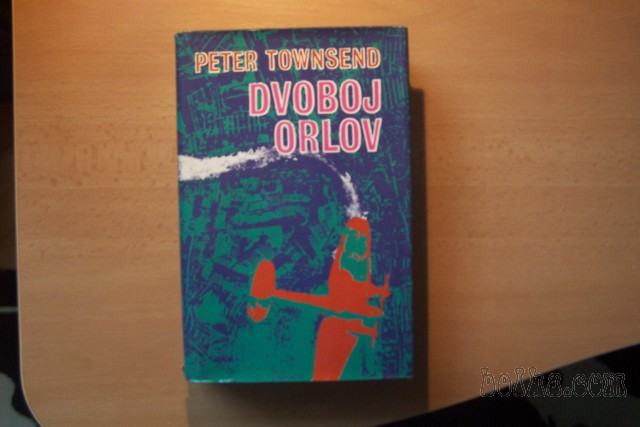 PETER TOWNSEND
DVOBOJ
ORLOV
bolha.com